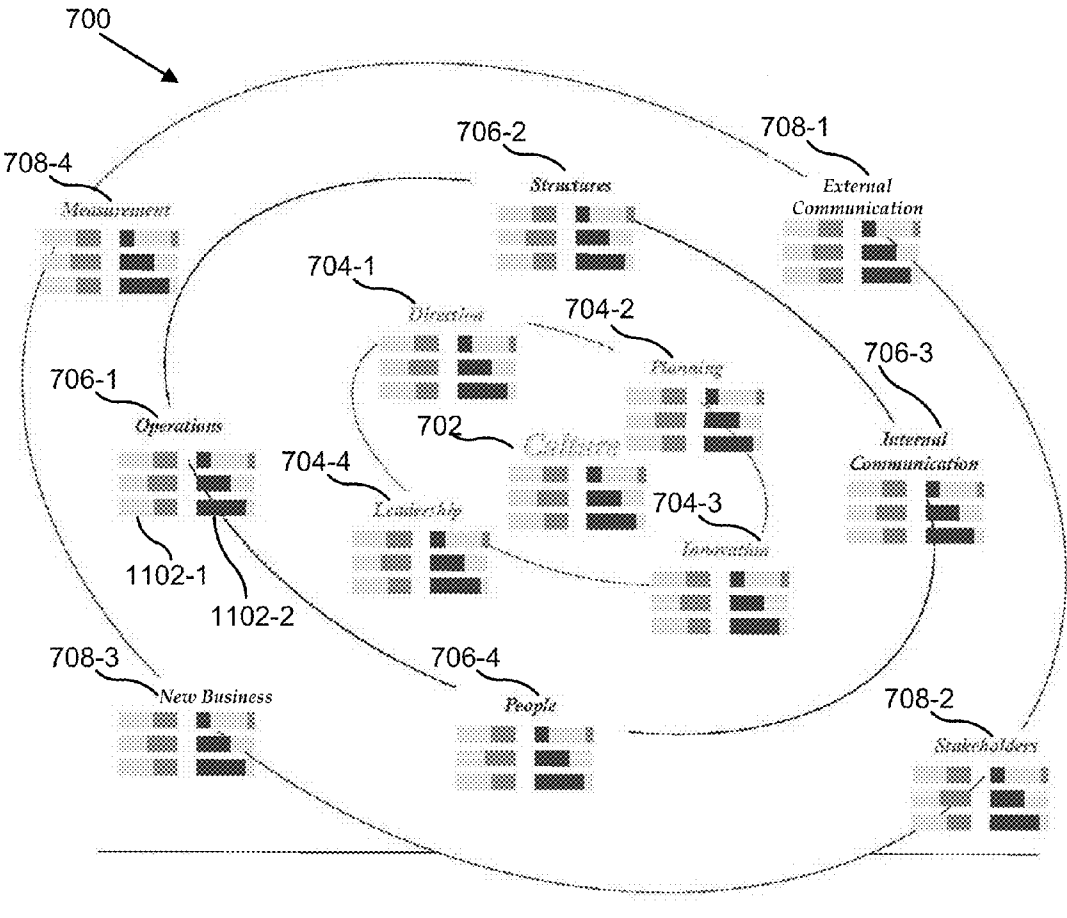 700
706-2
708-1
708-4
Structures
External
Communication
Measurement
704-1
704-2
Direction
706-3
Planning
706-1
702
Operations
Culture
Internal
Communication
704-4
704-3
Leadership
Innovation
1102-1
1102-2
708-3
706-4
708-2
New Business
People
Stakeholders